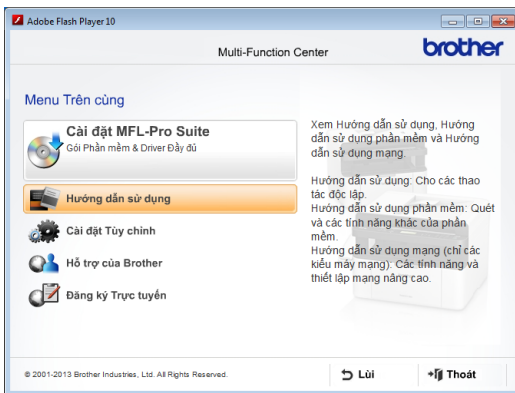 Adobe Flash Player 10
Multi-Function Center
brother
Menu Trên cùng
Cài đặt MFL-Pro Suite
Gói Phần mềm & Driver Đầy đủ
Hướng dẫn sử dụng
Cài đặt Tùy chỉnh
Hỗ trợ của Brother
Đăng ký Trực tuyến
Xem Hướng dẫn sử dụng, Hướng
dẫn sử dụng phần mềm và Hướng
dẫn sử dụng mạng.
Hướng dẫn sử dụng: Cho các thao
tác độc lập.
Hướng dẫn sử dụng phần mềm: Quét
và các tính năng khác của phần
mềm.
Hướng dẫn sử dụng mạng (chỉ các
kiểu máy mạng): Các tính năng và
thiết lập mạng nâng cao.
© 2001-2013 Brother Industries, Ltd. All Rights Reserved.
Lùi
Thoát